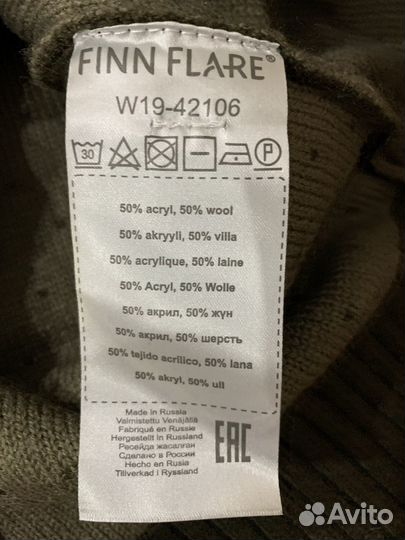 FINN FLARE®
W19-42106
30 P
50% acryl, 50% wool
50% akryyli, 50% villa
50% acrylique, 50% laine
50% Acryl, 50% Wolle
50% акрил, 50% жүн
50% акрил, 50% шерсть
50% tejido acrílico, 50% lana
50% akryl, 50% ull
Made in Russia
Valmistettu Venäjällä
Fabriqué en Russie
Hergestellt in Russland
Ресейда жасалған
Сделано в России
Hecho en Rusia
Tillverkad i Ryssland
EAC
Avito